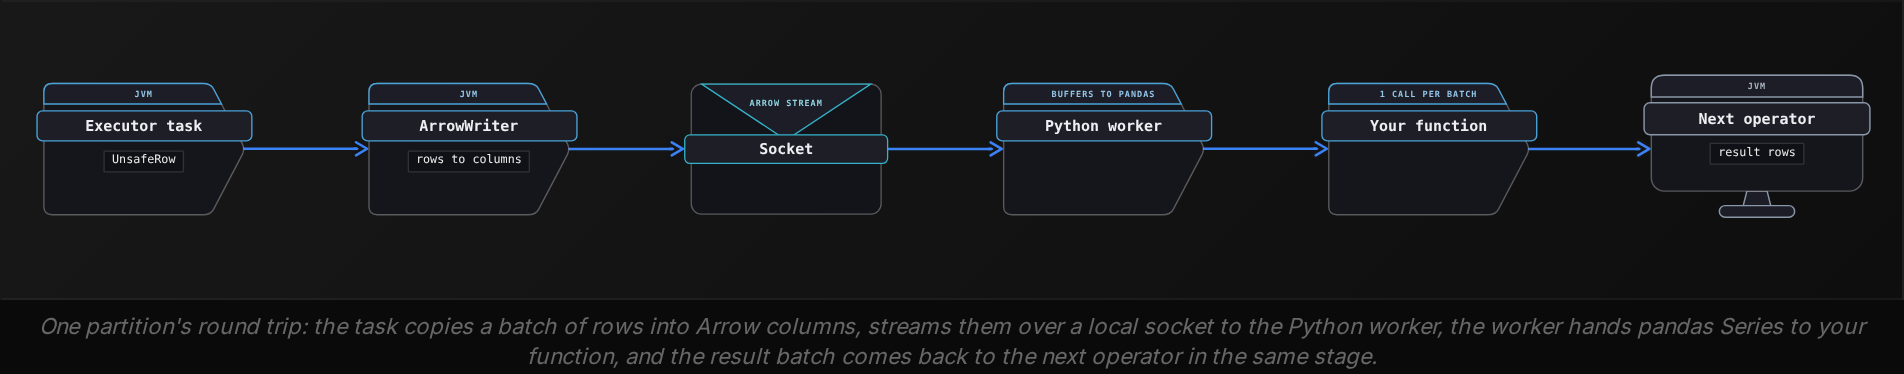 JVM
Executor task
UnsafeRow
JVM
ArrowWriter
rows to columns
ARROW STREAM
Socket
BUFFERS TO PANDAS
Python worker
1 CALL PER BATCH
Your function
JVM
Next operator
result rows
One partition's round trip: the task copies a batch of rows into Arrow columns, streams them over a local socket to the Python worker, the worker hands pandas Series to your
function, and the result batch comes back to the next operator in the same stage.